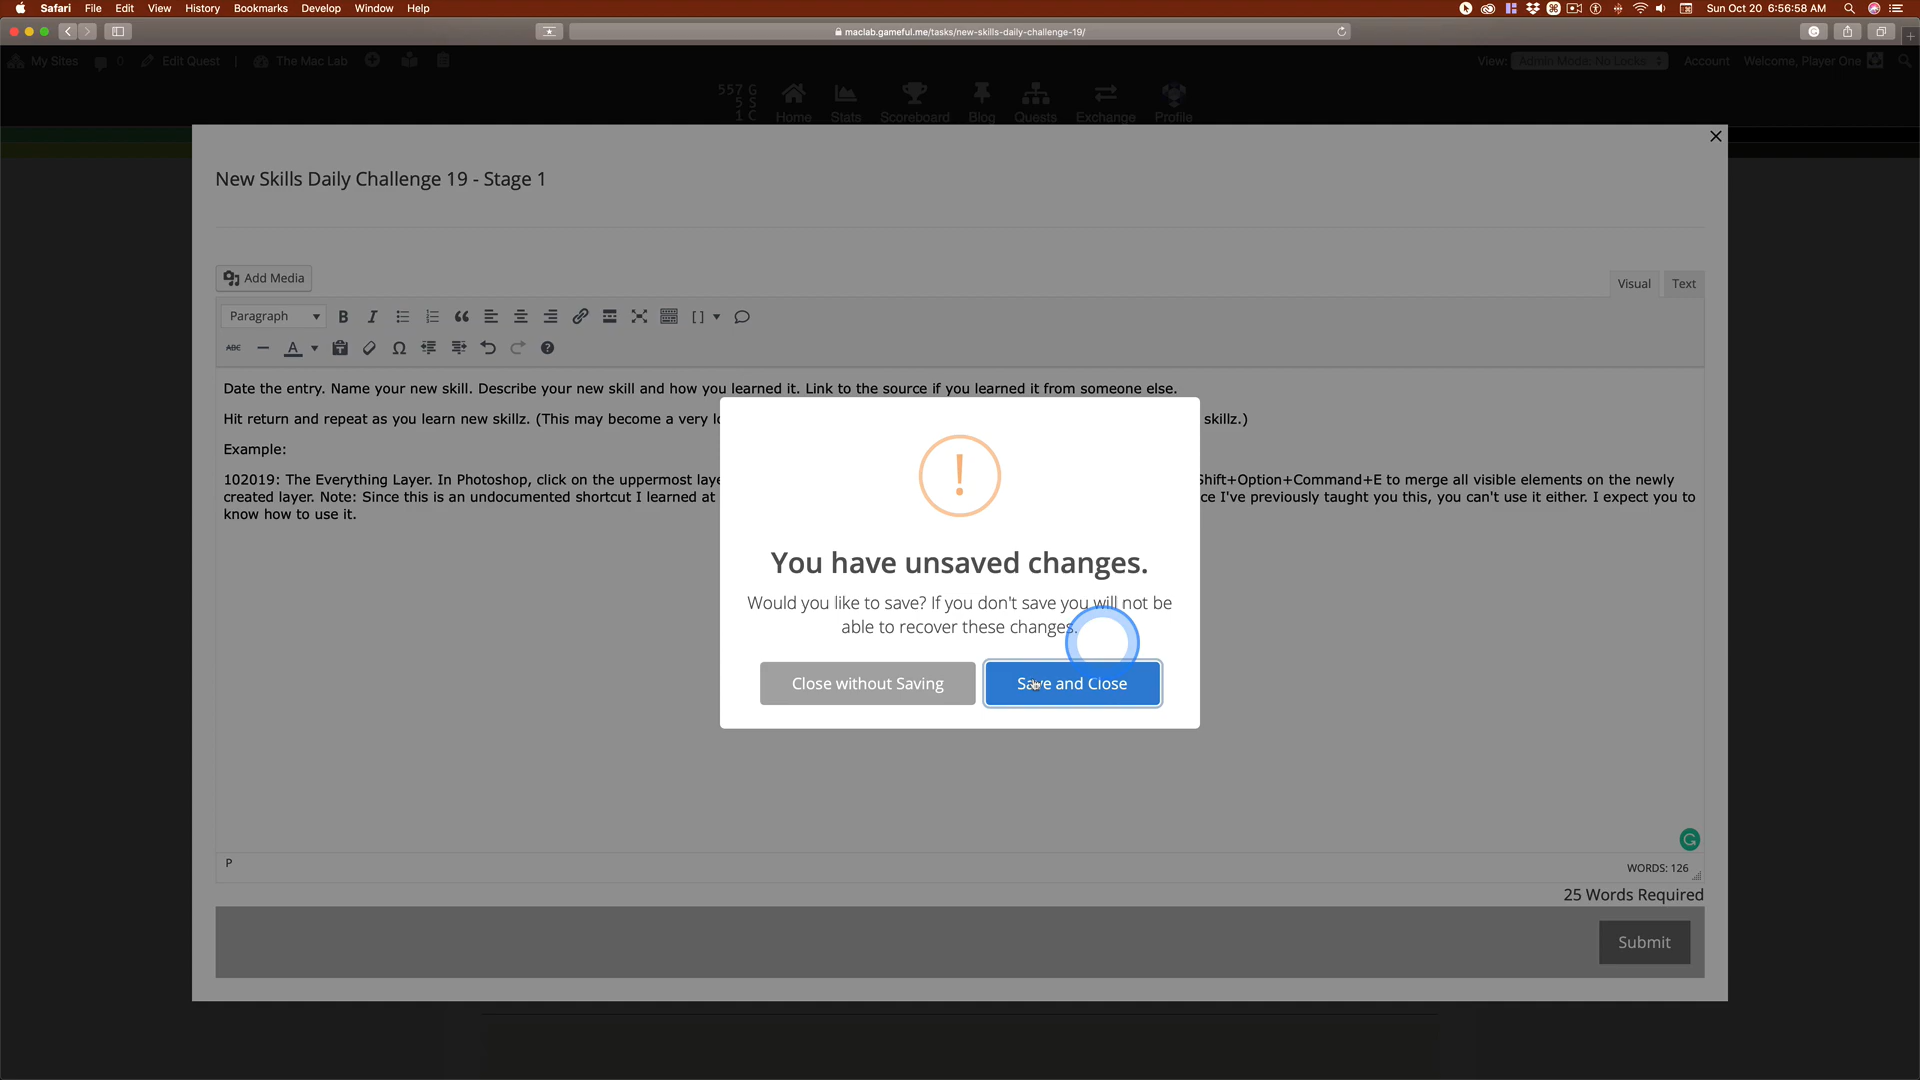 Safari File Edit View History Bookmarks Develop Window Help Sun Oct 20 6:56:58 AM
maclab.gameful.me/tasks/new-skills-daily-challenge-19/
My Sites 0 Edit Quest The Mac Lab View: Admin Mode: No Locks Account Welcome, Player One
557 G
5 S
1 C
Home Stats Scoreboard Blog Quests Exchange Profile
New Skills Daily Challenge 19 - Stage 1
Add Media
Visual Text
Paragraph
ABC
Date the entry. Name your new skill. Describe your new skill and how you learned it. Link to the source if you learned it from someone else.
Hit return and repeat as you learn new skillz. (This may become a very skillz.)
Example:
102019: The Everything Layer. In Photoshop, click on the uppermost Shift+Option+Command+E to merge all visible elements on the newly
created layer. Note: Since this is an undocumented shortcut I learned at I've previously taught you this, you can't use it either. I expect you to
know how to use it.
You have unsaved changes.
Would you like to save? If you don't save you will not be
able to recover these changes.
Close without Saving Save and Close
P
WORDS: 126
25 Words Required
Submit